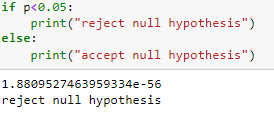 if p<0.05:
    print("reject null hypothesis")
else:
    print("accept null hypothesis")
1.8809527463959334e-56
reject null hypothesis